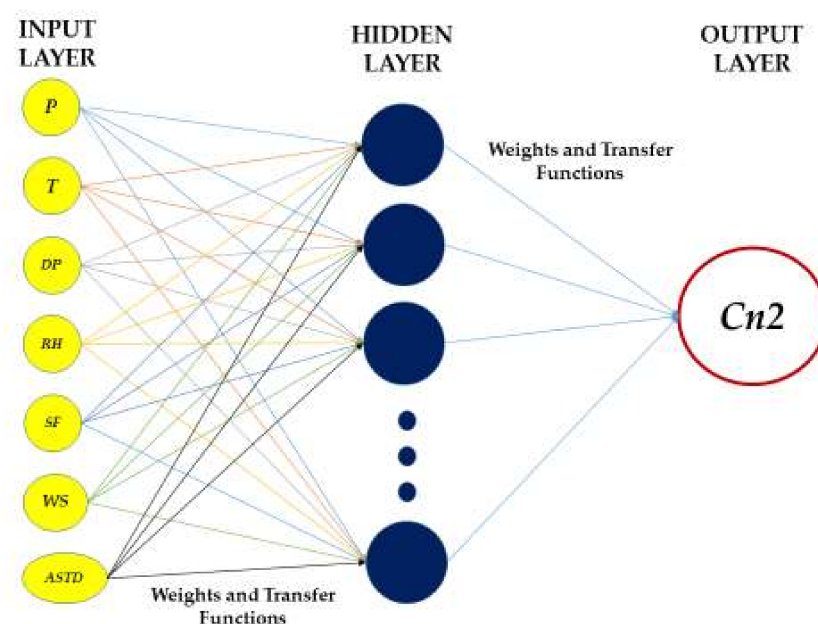 INPUT
LAYER
HIDDEN
LAYER
OUTPUT
LAYER
P
T
DP
RH
SF
WS
ASTD
Weights and Transfer
Functions
Weights and Transfer
Functions
Cn2